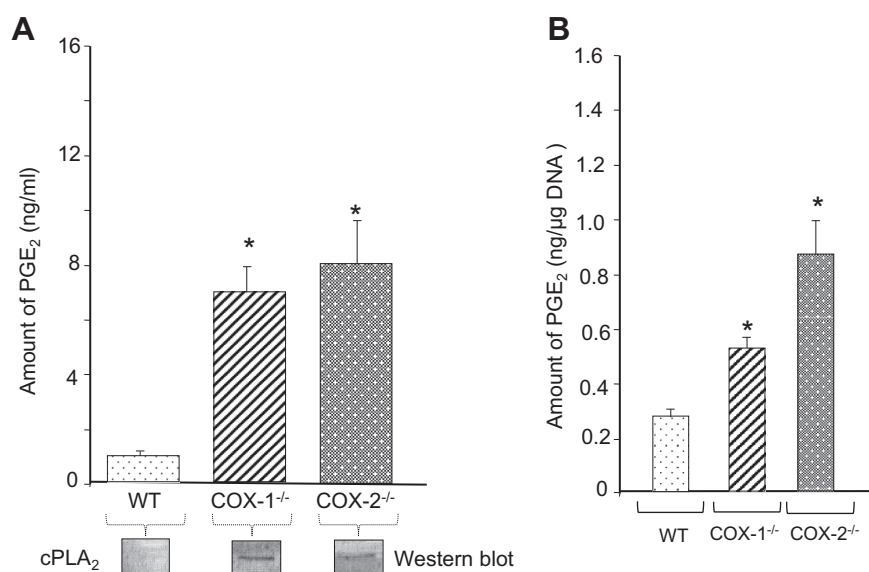 A
Amount of PGE₂ (ng/ml)
16
12
8
4
0
*
*
WT COX-1⁻/⁻ COX-2⁻/⁻
cPLA₂ Western blot
B
Amount of PGE₂ (ng/µg DNA )
1.6
1.4
1.2
1.0
0.8
0.6
0.4
0.2
0
*
*
WT COX-1⁻/⁻ COX-2⁻/⁻